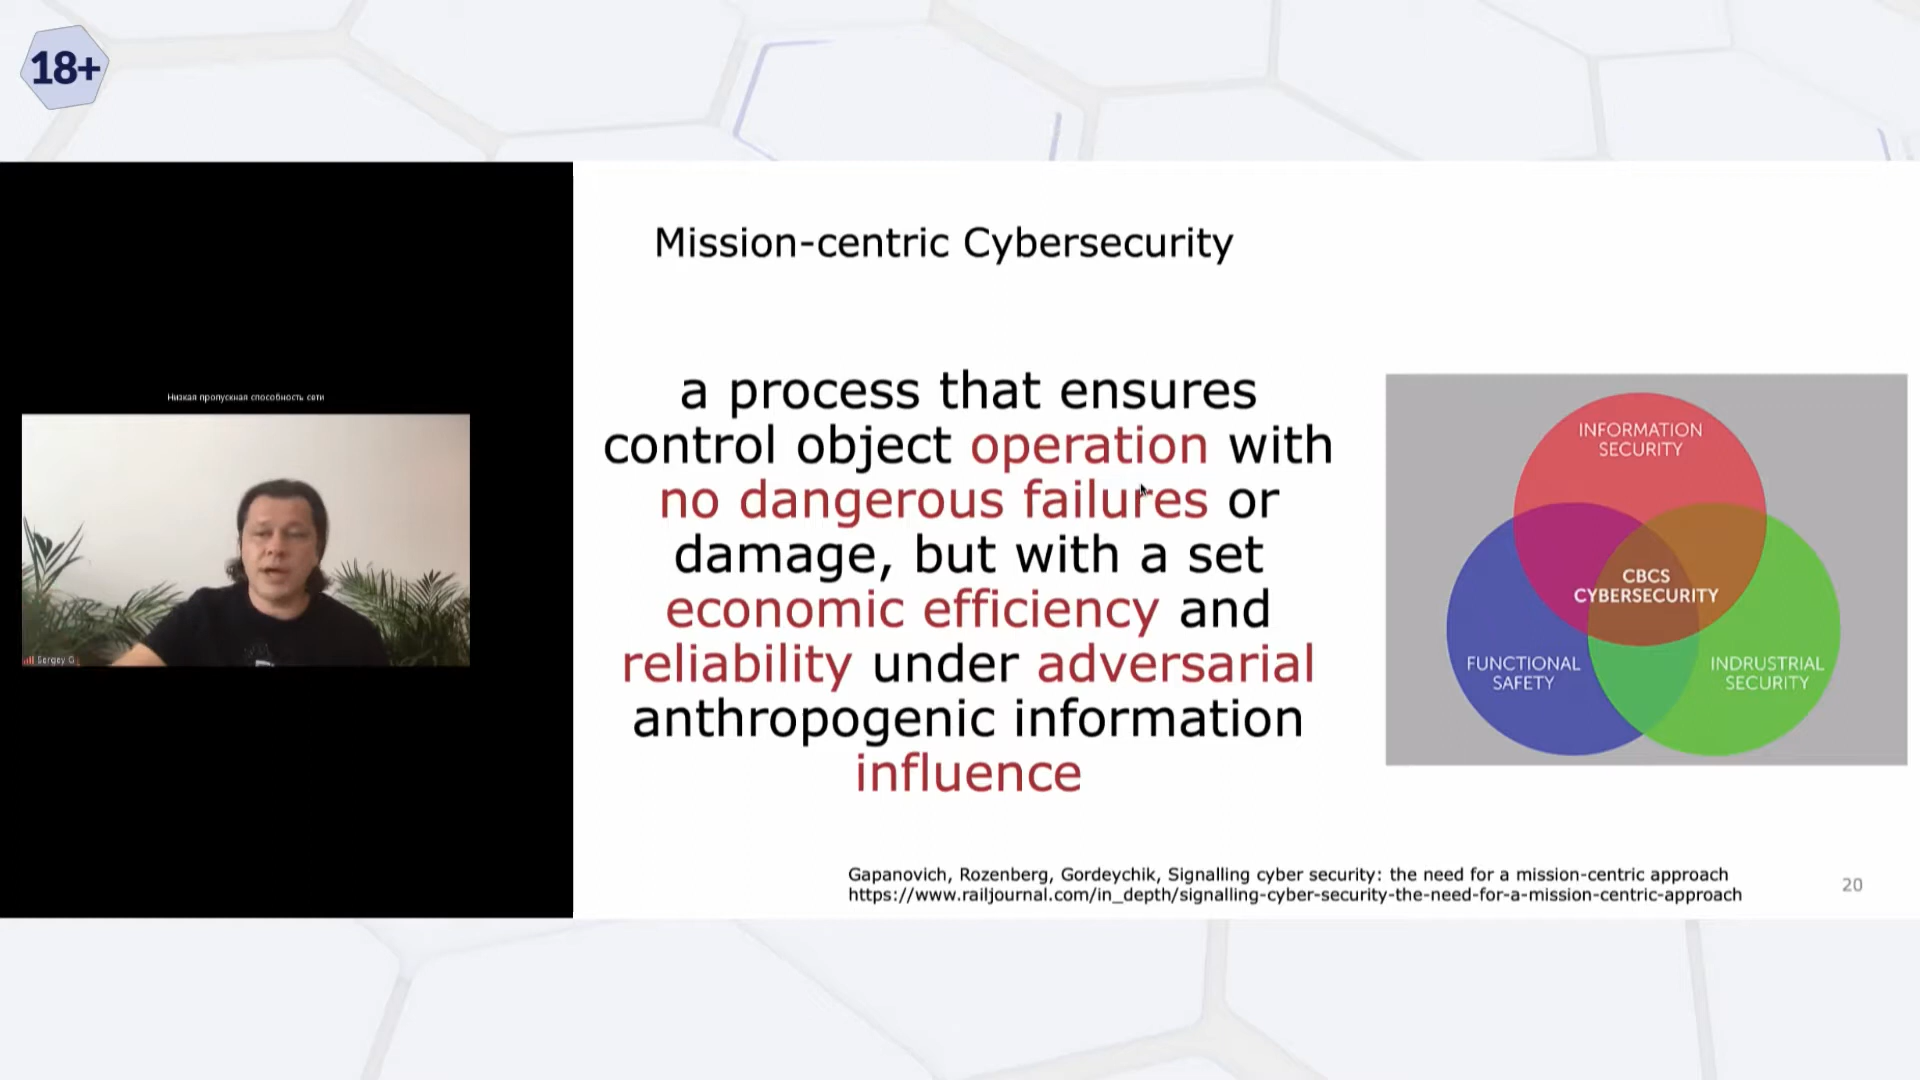 18+
Низкая пропускная способность сети
Sergey G
Mission-centric Cybersecurity
a process that ensures
control object operation with
no dangerous failures or
damage, but with a set
economic efficiency and
reliability under adversarial
anthropogenic information
influence
INFORMATION
SECURITY
CBCS
CYBERSECURITY
FUNCTIONAL
SAFETY
INDRUSTRIAL
SECURITY
Gapanovich, Rozenberg, Gordeychik, Signalling cyber security: the need for a mission-centric approach
https://www.railjournal.com/in_depth/signalling-cyber-security-the-need-for-a-mission-centric-approach
20